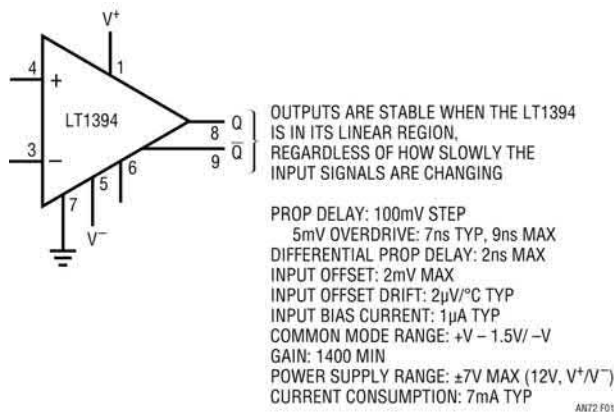 V+
4
+
1
LT1394
3
−
8 Q
9 Q̅
6
5
7
V−
OUTPUTS ARE STABLE WHEN THE LT1394
IS IN ITS LINEAR REGION,
REGARDLESS OF HOW SLOWLY THE
INPUT SIGNALS ARE CHANGING
PROP DELAY: 100mV STEP
5mV OVERDRIVE: 7ns TYP, 9ns MAX
DIFFERENTIAL PROP DELAY: 2ns MAX
INPUT OFFSET: 2mV MAX
INPUT OFFSET DRIFT: 2µV/°C TYP
INPUT BIAS CURRENT: 1µA TYP
COMMON MODE RANGE: +V – 1.5V/ –V
GAIN: 1400 MIN
POWER SUPPLY RANGE: ±7V MAX (12V, V+/V−)
CURRENT CONSUMPTION: 7mA TYP
AN72 F01